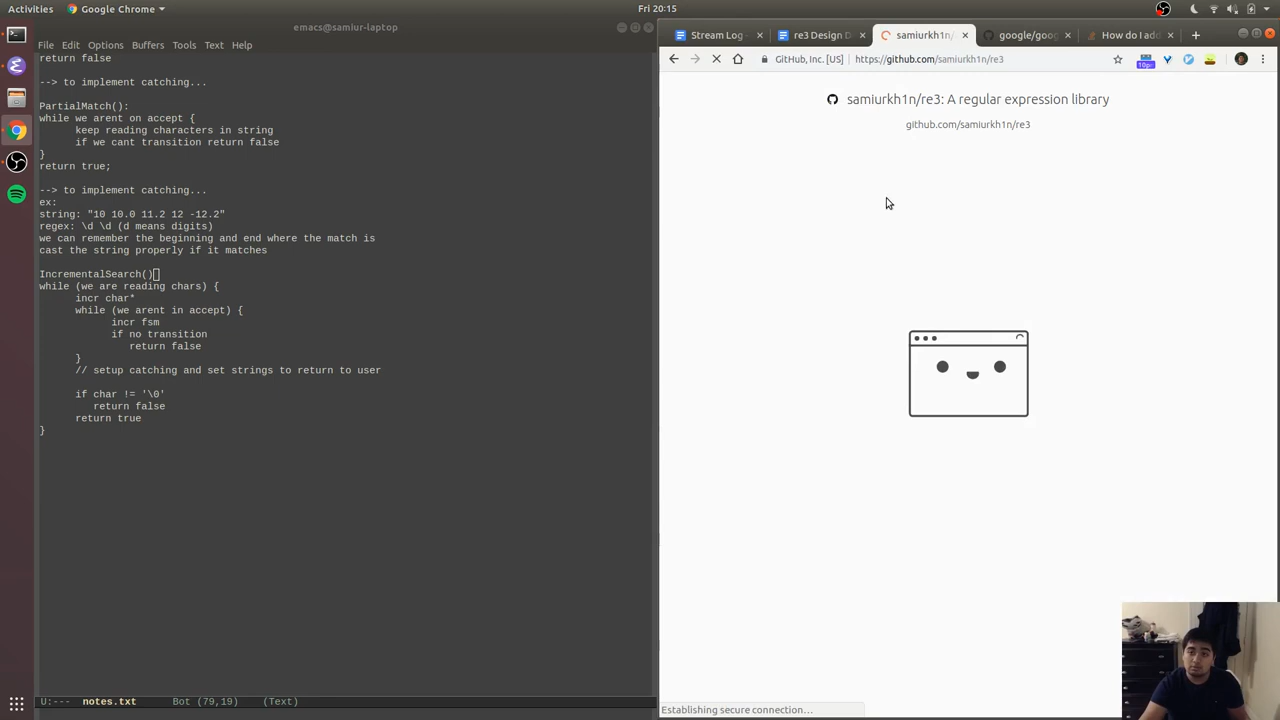 Activities
Google Chrome
Fri 20:15
emacs@samiur-laptop
File Edit Options Buffers Tools Text Help
return false
--> to implement catching...
PartialMatch():
while we arent on accept {
keep reading characters in string
if we cant transition return false
}
return true;
--> to implement catching...
ex:
string: "10 10.0 11.2 12 -12.2"
regex: \d \d (d means digits)
we can remember the beginning and end where the match is
cast the string properly if it matches
IncrementalSearch()
while (we are reading chars) {
incr char*
while (we arent in accept) {
incr fsm
if no transition
return false
}
// setup catching and set strings to return to user
if char != '\0'
return false
return true
}
U:--- notes.txt Bot (79,19) (Text)
Stream Log - re3 Design D samiurkh1n/ google/goog How do I add
GitHub, Inc. [US] https://github.com/samiurkh1n/re3
samiurkh1n/re3: A regular expression library
github.com/samiurkh1n/re3
Establishing secure connection…